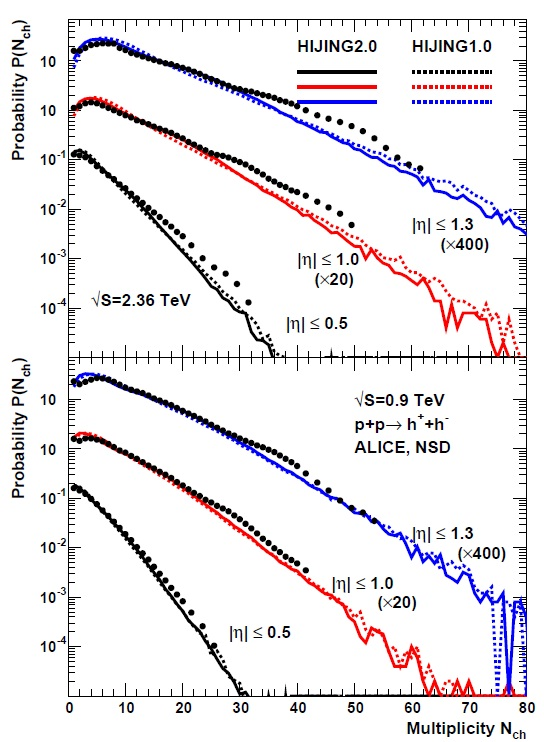 HIJING2.0 HIJING1.0
Probability P(N_ch)
10
1
10^-1
10^-2
10^-3
10^-4
|η| ≤ 1.3
(×400)
|η| ≤ 1.0
(×20)
√S=2.36 TeV
|η| ≤ 0.5
Probability P(N_ch)
10
1
10^-1
10^-2
10^-3
10^-4
√S=0.9 TeV
p+p→ h^++h^-
ALICE, NSD
|η| ≤ 1.3
(×400)
|η| ≤ 1.0
(×20)
|η| ≤ 0.5
0 10 20 30 40 50 60 70 80
Multiplicity N_ch